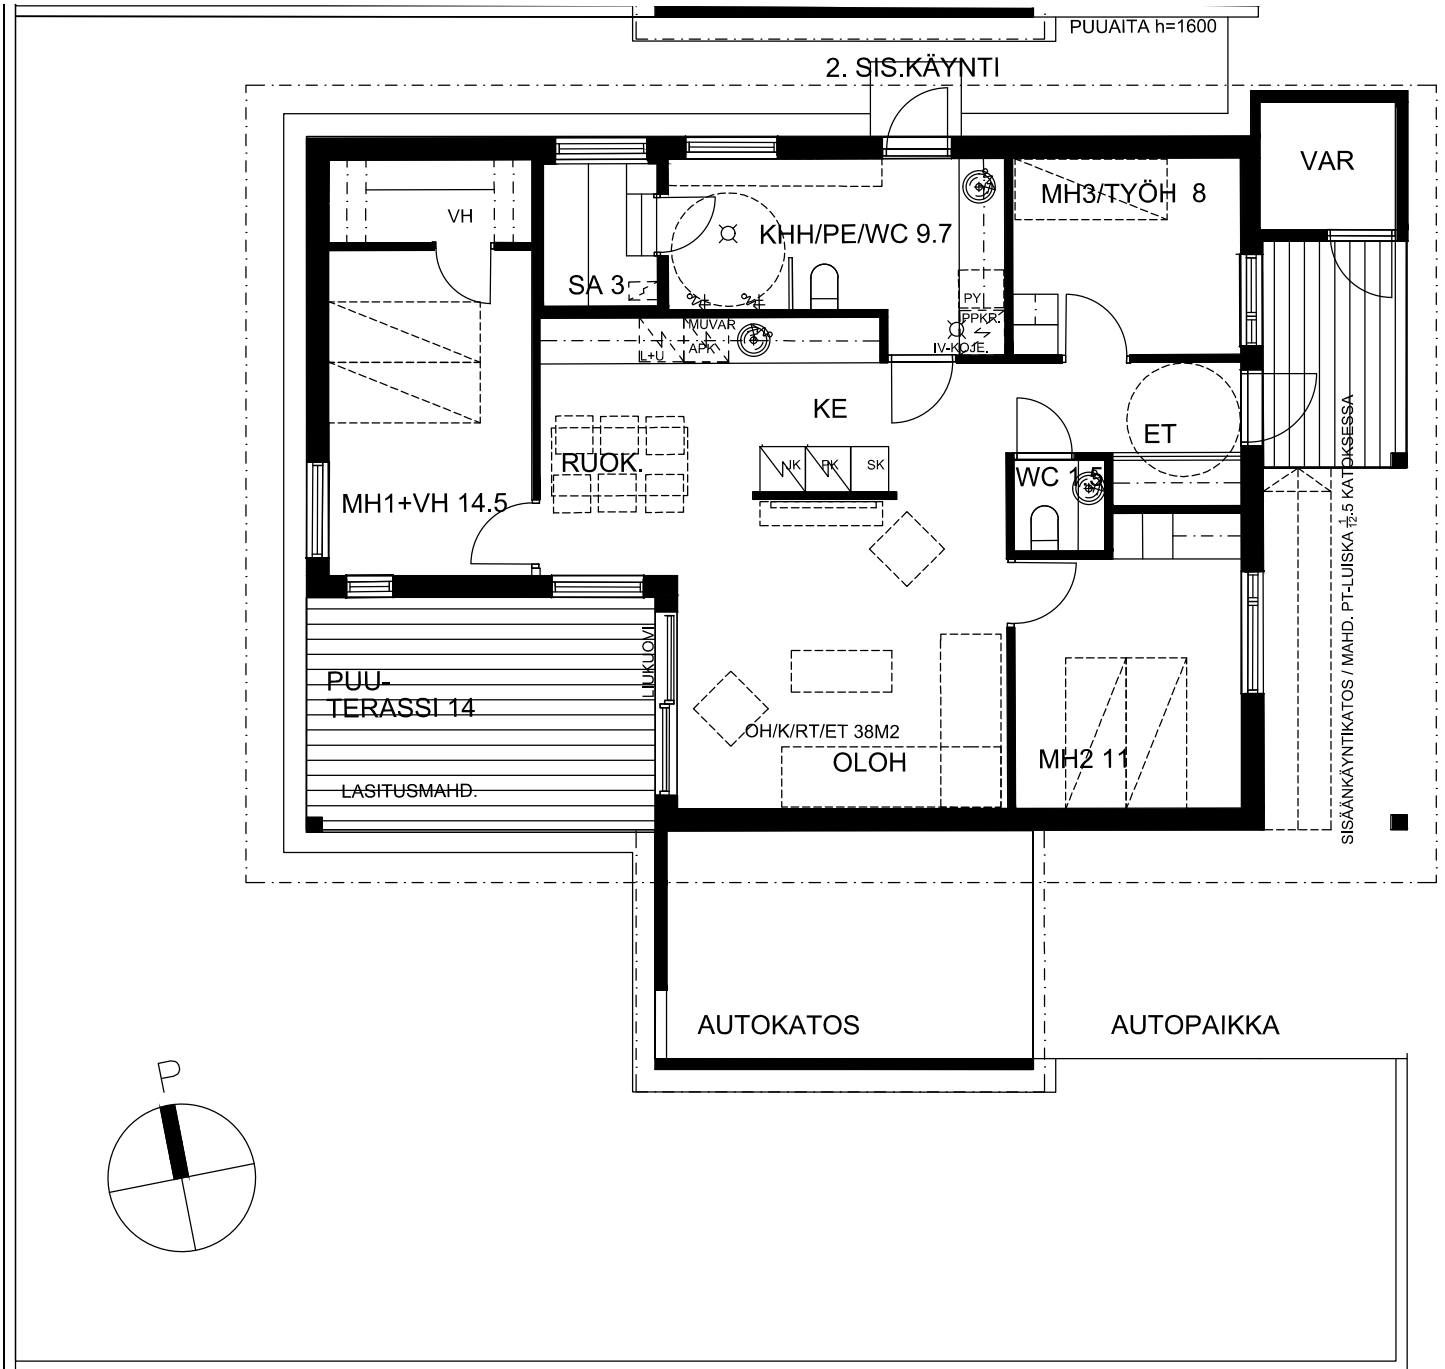 PUUAITA h=1600
2. SIS.KÄYNTI
VAR
MH3/TYÖH 8
VH
KHH/PE/WC 9.7
SA 3
PY
PPKR.
IV-KOJE.
MUVAR
L+U
APK
KE
ET
RUOK.
JK
PK
SK
WC 1.5
MH1+VH 14.5
SISÄÄNKÄYNTIKATOS / MAHD. PT-LUISKA 1/12.5 KATOKSESSA
LIUKUOVI
PUU-
TERASSI 14
OH/K/RT/ET 38M2
OLOH
MH2 11
LASITUSMAHD.
AUTOKATOS
AUTOPAIKKA
P